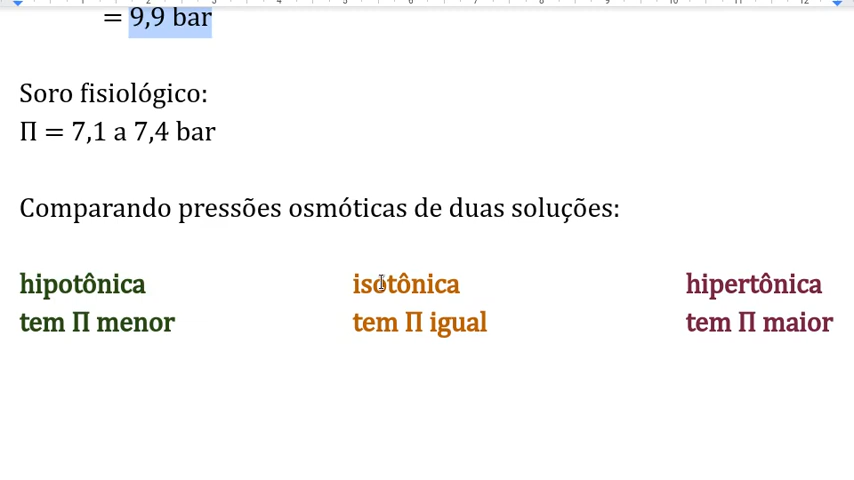 = 9,9 bar
Soro fisiológico:
Π = 7,1 a 7,4 bar
Comparando pressões osmóticas de duas soluções:
hipotônica isotônica hipertônica
tem Π menor tem Π igual tem Π maior